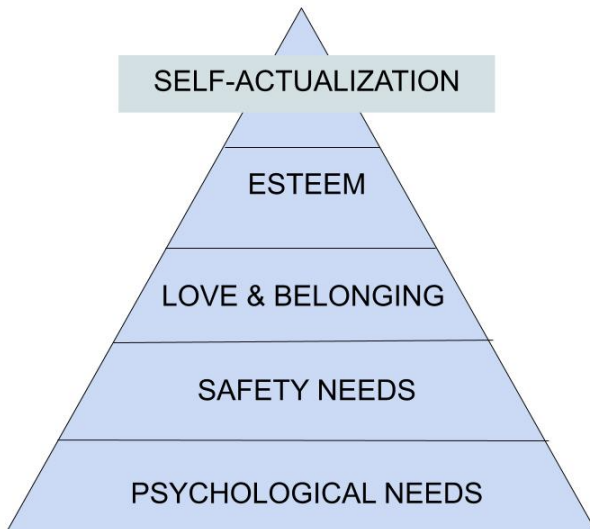 SELF-ACTUALIZATION
ESTEEM
LOVE & BELONGING
SAFETY NEEDS
PSYCHOLOGICAL NEEDS